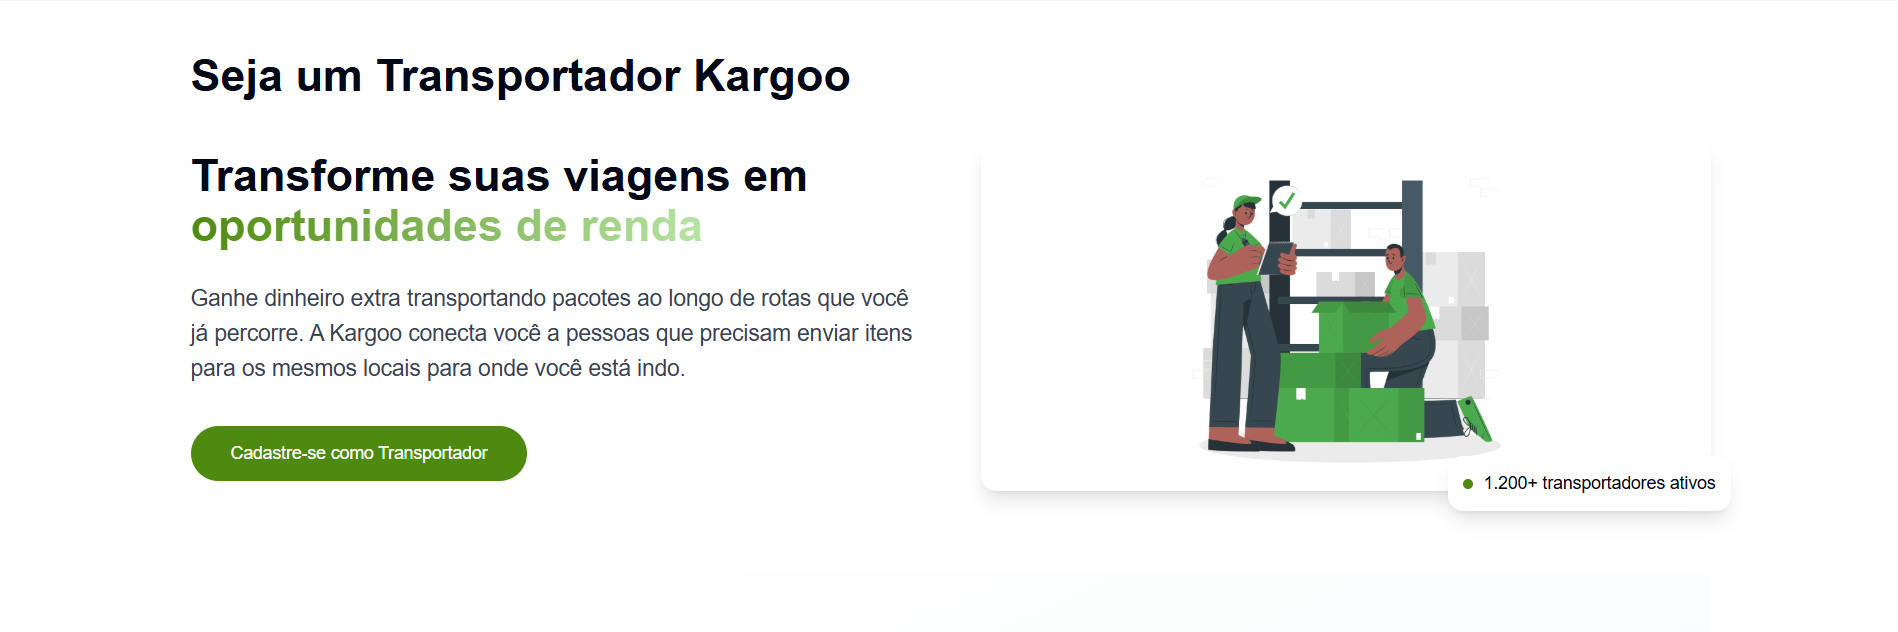 Seja um Transportador Kargoo
Transforme suas viagens em
oportunidades de renda
Ganhe dinheiro extra transportando pacotes ao longo de rotas que você
já percorre. A Kargoo conecta você a pessoas que precisam enviar itens
para os mesmos locais para onde você está indo.
Cadastre-se como Transportador
1.200+ transportadores ativos